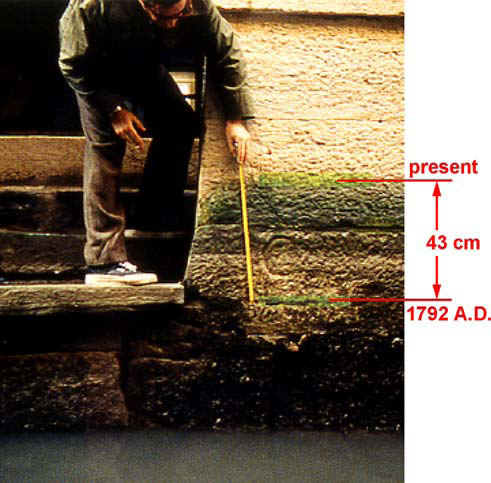 present
43 cm
1792 A.D.